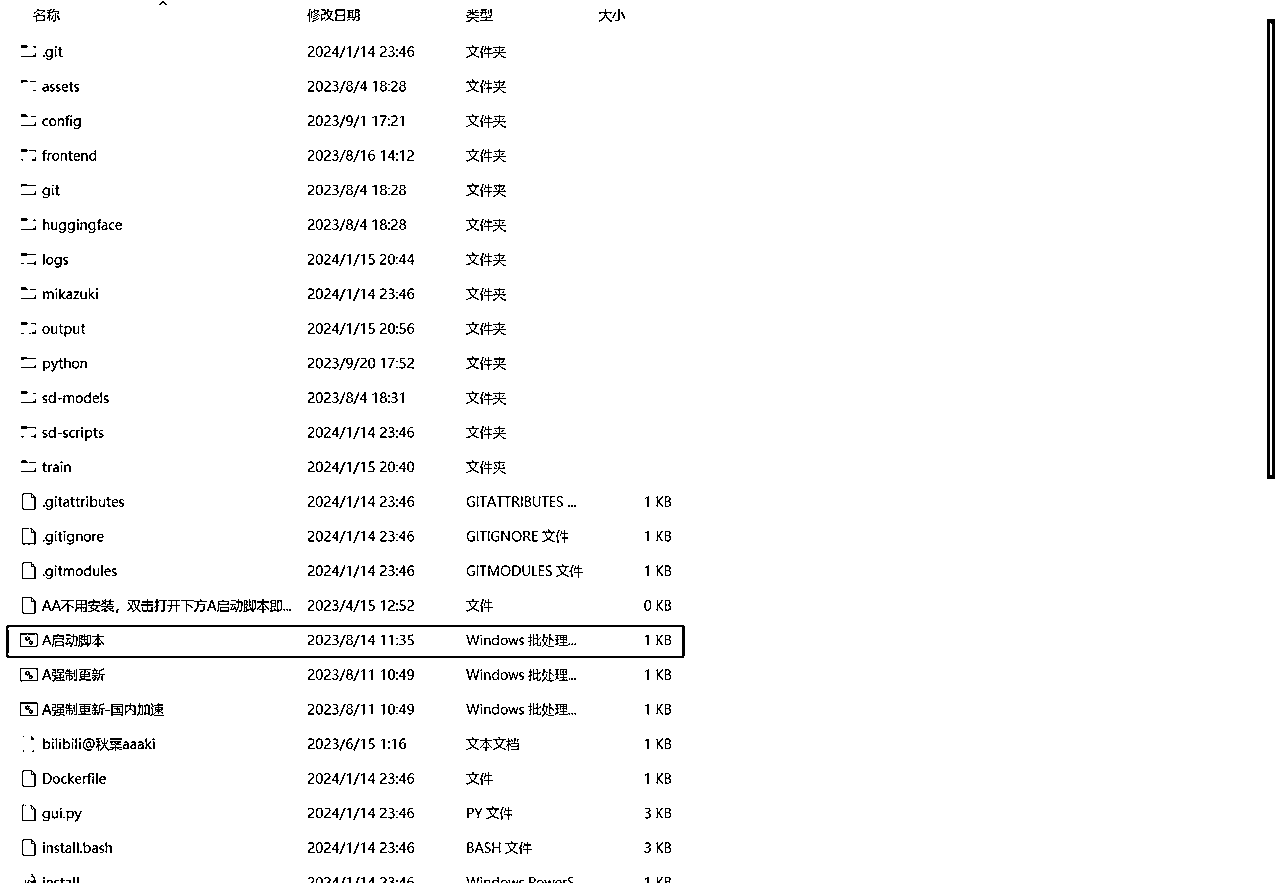 名称 修改日期 类型 大小
.git 2024/1/14 23:46 文件夹
assets 2023/8/4 18:28 文件夹
config 2023/9/1 17:21 文件夹
frontend 2023/8/16 14:12 文件夹
git 2023/8/4 18:28 文件夹
huggingface 2023/8/4 18:28 文件夹
logs 2024/1/15 20:44 文件夹
mikazuki 2024/1/14 23:46 文件夹
output 2024/1/15 20:56 文件夹
python 2023/9/20 17:52 文件夹
sd-models 2023/8/4 18:31 文件夹
sd-scripts 2024/1/14 23:46 文件夹
train 2024/1/15 20:40 文件夹
.gitattributes 2024/1/14 23:46 GITATTRIBUTES ... 1 KB
.gitignore 2024/1/14 23:46 GITIGNORE 文件 1 KB
.gitmodules 2024/1/14 23:46 GITMODULES 文件 1 KB
AA不用安装，双击打开下方A启动脚本即... 2023/4/15 12:52 文件 0 KB
A启动脚本 2023/8/14 11:35 Windows 批处理... 1 KB
A强制更新 2023/8/11 10:49 Windows 批处理... 1 KB
A强制更新-国内加速 2023/8/11 10:49 Windows 批处理... 1 KB
bilibili@秋葉aaaki 2023/6/15 1:16 文本文档 1 KB
Dockerfile 2024/1/14 23:46 文件 1 KB
gui.py 2024/1/14 23:46 PY 文件 3 KB
install.bash 2024/1/14 23:46 BASH 文件 3 KB
install 2024/1/14 23:46 Windows PowerS... 1 KB